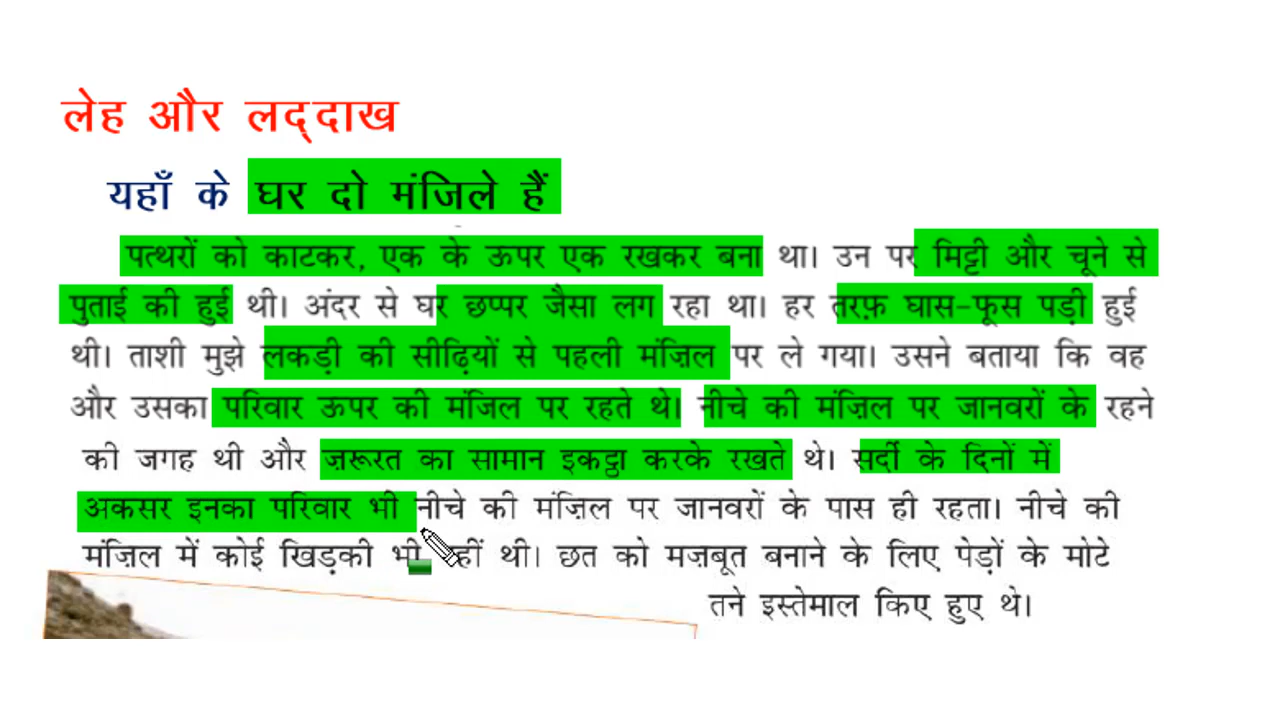 लेह और लद्दाख
यहाँ के घर दो मंजिले हैं
पत्थरों को काटकर, एक के ऊपर एक रखकर बना था। उन पर मिट्टी और चूने से
पुताई की हुई थी। अंदर से घर छप्पर जैसा लग रहा था। हर तरफ़ घास-फूस पड़ी हुई
थी। ताशी मुझे लकड़ी की सीढ़ियों से पहली मंज़िल पर ले गया। उसने बताया कि वह
और उसका परिवार ऊपर की मंजिल पर रहते थे। नीचे की मंज़िल पर जानवरों के रहने
की जगह थी और ज़रूरत का सामान इकट्ठा करके रखते थे। सर्दी के दिनों में
अकसर इनका परिवार भी नीचे की मंज़िल पर जानवरों के पास ही रहता। नीचे की
मंज़िल में कोई खिड़की भी नहीं थी। छत को मज़बूत बनाने के लिए पेड़ों के मोटे
तने इस्तेमाल किए हुए थे।